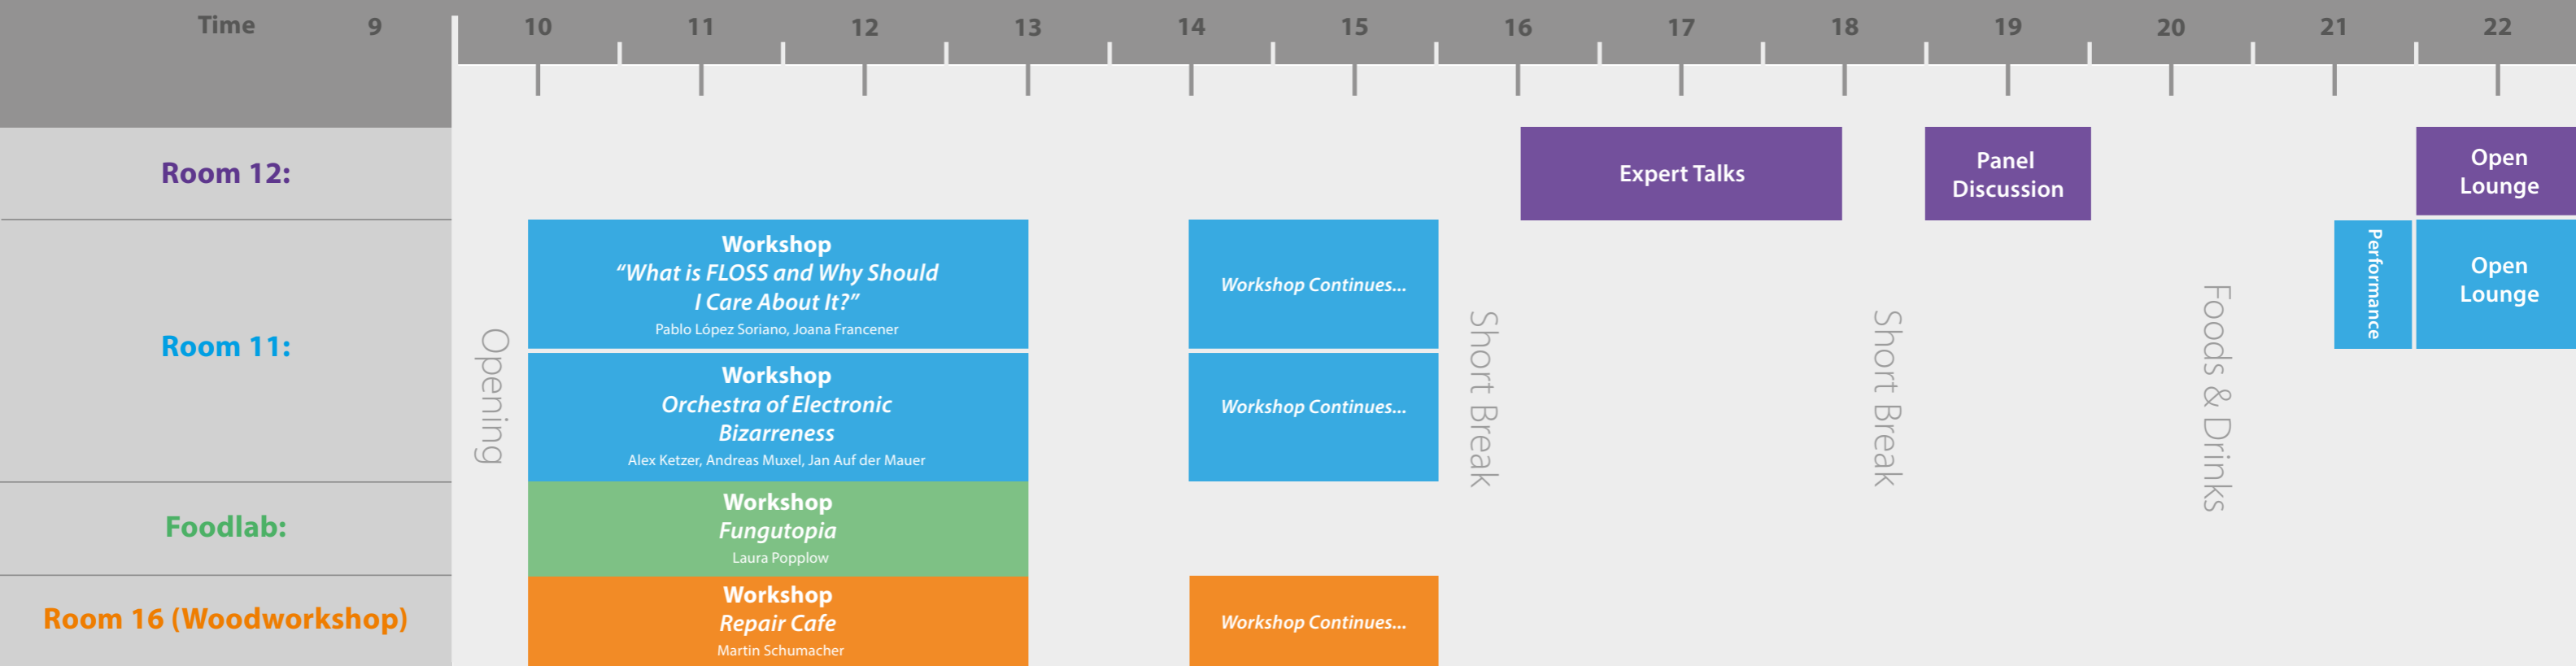 Time 9 10 11 12 13 14 15 16 17 18 19 20 21 22
Room 12:
Expert Talks
Panel
Discussion
Open
Lounge
Room 11:
Opening
Workshop
“What is FLOSS and Why Should
I Care About It?”
Pablo López Soriano, Joana Francener
Workshop Continues...
Workshop
Orchestra of Electronic
Bizarreness
Alex Ketzer, Andreas Muxel, Jan Auf der Mauer
Workshop Continues...
Short Break
Short Break
Foods & Drinks
Performance
Open
Lounge
Foodlab:
Workshop
Fungutopia
Laura Popplow
Room 16 (Woodworkshop)
Workshop
Repair Cafe
Martin Schumacher
Workshop Continues...